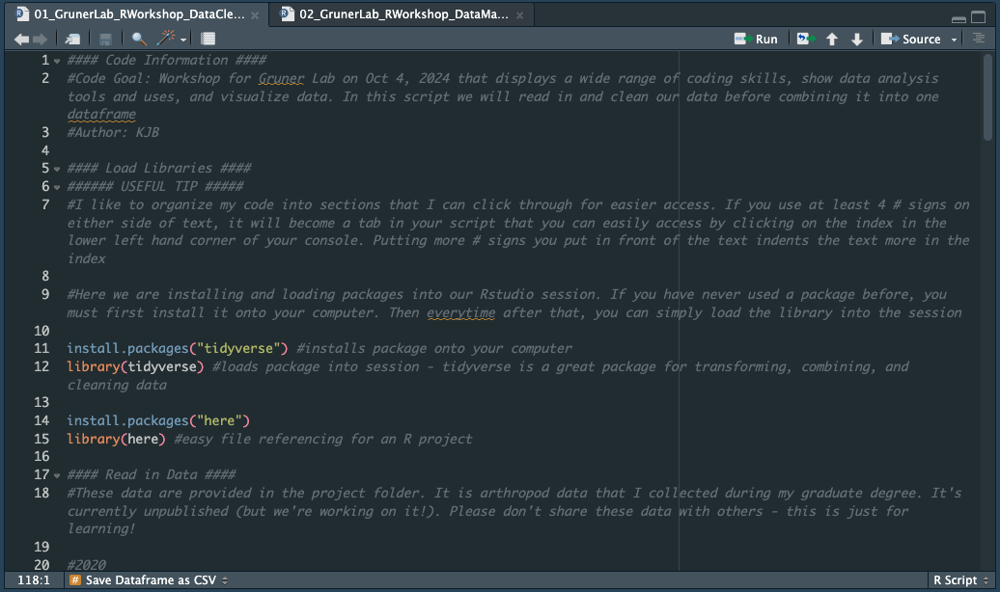 01_GrunerLab_RWorkshop_DataCle...
02_GrunerLab_RWorkshop_DataMa...
Run
Source
1 #### Code Information ####
2 #Code Goal: Workshop for Gruner Lab on Oct 4, 2024 that displays a wide range of coding skills, show data analysis
tools and uses, and visualize data. In this script we will read in and clean our data before combining it into one
dataframe
3 #Author: KJB
4
5 #### Load Libraries ####
6 ###### USEFUL TIP #####
7 #I like to organize my code into sections that I can click through for easier access. If you use at least 4 # signs on
either side of text, it will become a tab in your script that you can easily access by clicking on the index in the
lower left hand corner of your console. Putting more # signs you put in front of the text indents the text more in the
index
8
9 #Here we are installing and loading packages into our Rstudio session. If you have never used a package before, you
must first install it onto your computer. Then everytime after that, you can simply load the library into the session
10
11 install.packages("tidyverse") #installs package onto your computer
12 library(tidyverse) #loads package into session - tidyverse is a great package for transforming, combining, and
cleaning data
13
14 install.packages("here")
15 library(here) #easy file referencing for an R project
16
17 #### Read in Data ####
18 #These data are provided in the project folder. It is arthropod data that I collected during my graduate degree. It's
currently unpublished (but we're working on it!). Please don't share these data with others - this is just for
learning!
19
20 #2020
118:1 # Save Dataframe as CSV
R Script